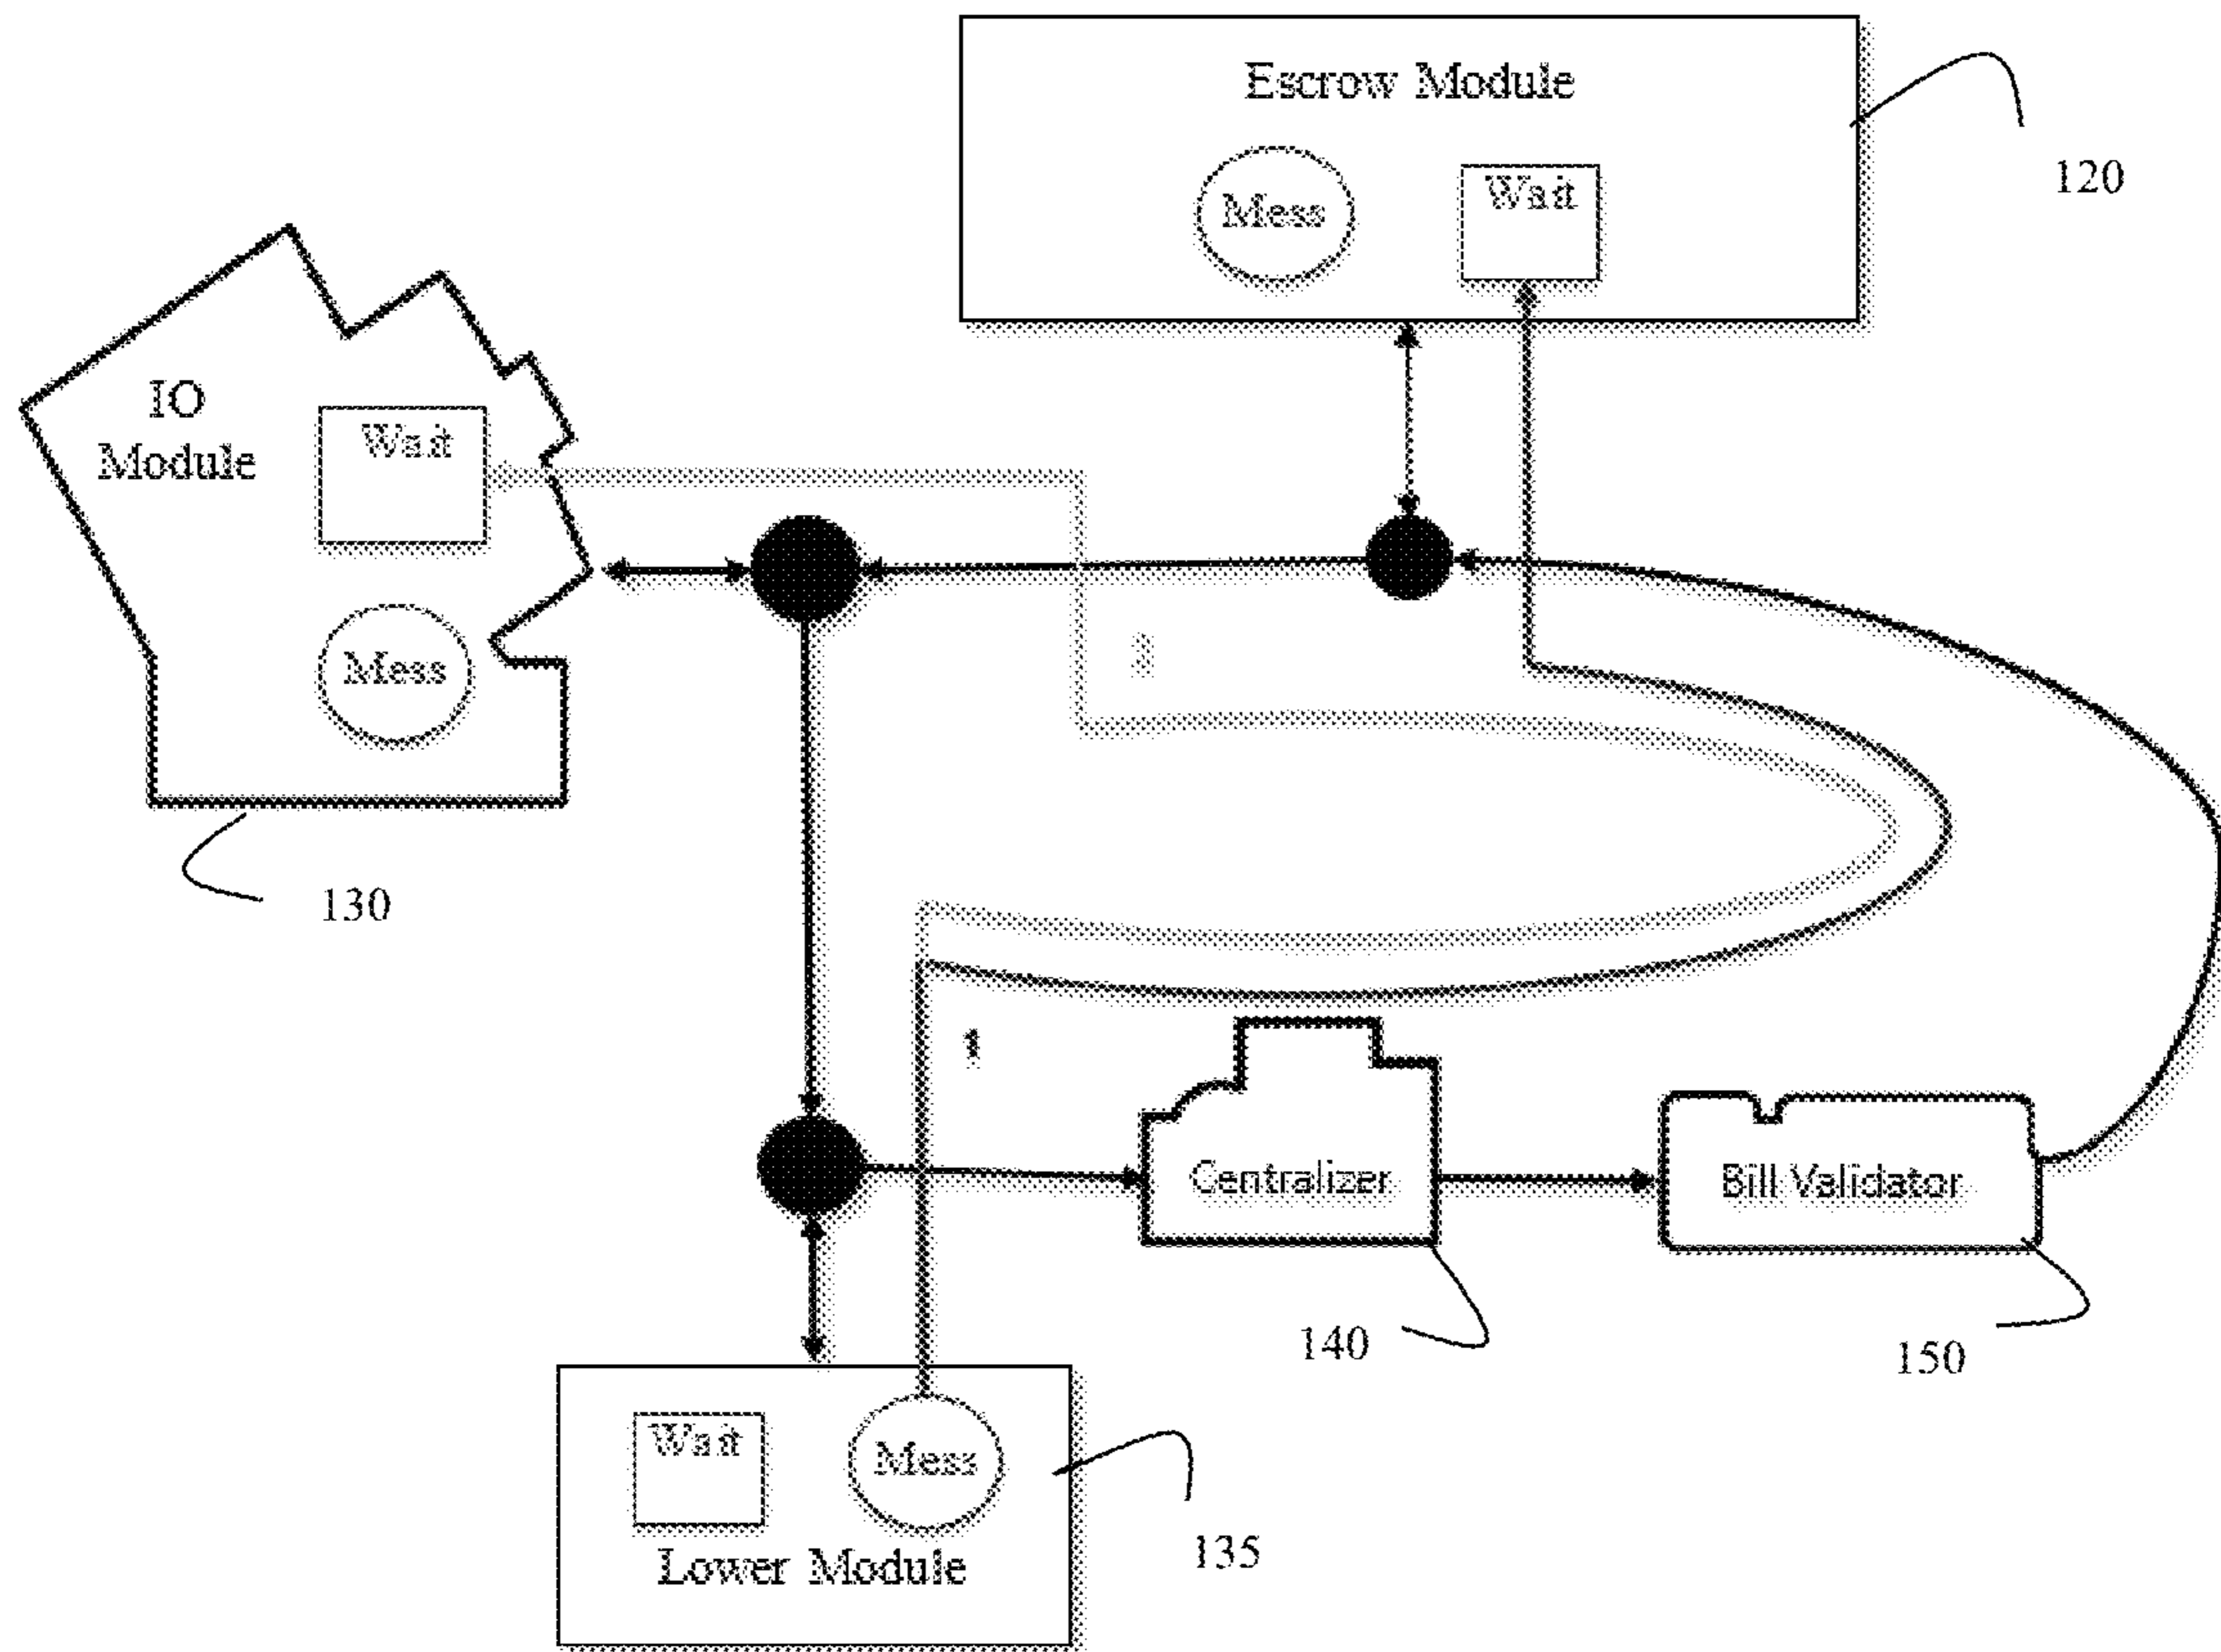 Escrow Module
Mess
Wait
120
IO
Module
Wait
Mess
130
1
Centralizer
Bill Validator
140
150
Wait
Mess
Lower Module
135